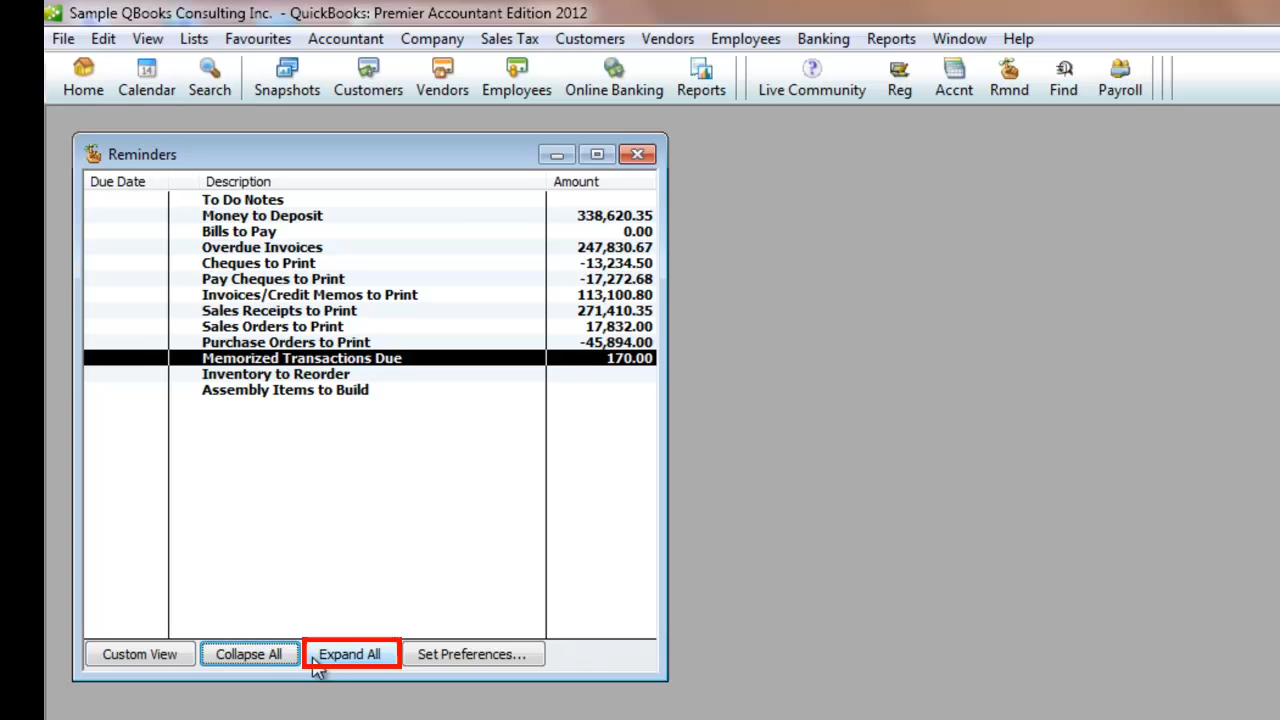 Sample QBooks Consulting Inc. - QuickBooks: Premier Accountant Edition 2012
File Edit View Lists Favourites Accountant Company Sales Tax Customers Vendors Employees Banking Reports Window Help
14
Home Calendar Search Snapshots Customers Vendors Employees Online Banking Reports Live Community Reg Accnt Rmnd Find Payroll
Reminders
Due Date Description Amount
To Do Notes
Money to Deposit 338,620.35
Bills to Pay 0.00
Overdue Invoices 247,830.67
Cheques to Print -13,234.50
Pay Cheques to Print -17,272.68
Invoices/Credit Memos to Print 113,100.80
Sales Receipts to Print 271,410.35
Sales Orders to Print 17,832.00
Purchase Orders to Print -45,894.00
Memorized Transactions Due 170.00
Inventory to Reorder
Assembly Items to Build
Custom View Collapse All Expand All Set Preferences...